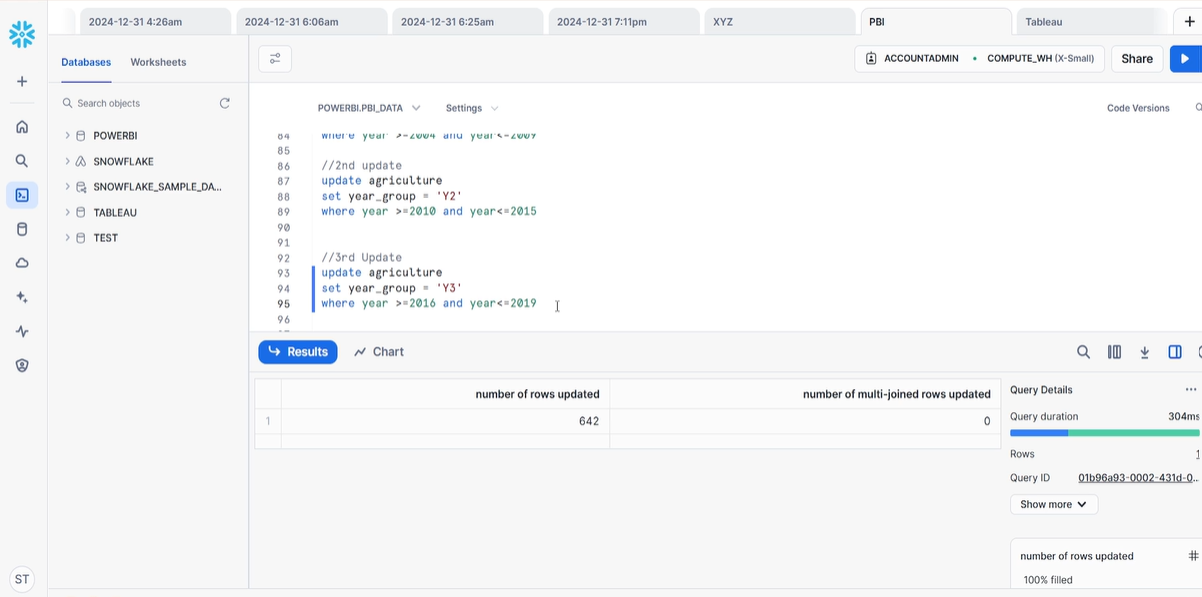 2024-12-31 4:26am
2024-12-31 6:06am
2024-12-31 6:25am
2024-12-31 7:11pm
XYZ
PBI
Tableau
Databases
Worksheets
Search objects
POWERBI
SNOWFLAKE
SNOWFLAKE_SAMPLE_DA...
TABLEAU
TEST
ST
ACCOUNTADMIN
COMPUTE_WH (X-Small)
Share
POWERBI.PBI_DATA
Settings
Code Versions
84 where year >=2004 and year<=2009
85
86 //2nd update
87 update agriculture
88 set year_group = 'Y2'
89 where year >=2010 and year<=2015
90
91
92 //3rd Update
93 update agriculture
94 set year_group = 'Y3'
95 where year >=2016 and year<=2019
96
Results
Chart
number of rows updated
number of multi-joined rows updated
1 642 0
Query Details
Query duration 304ms
Rows 1
Query ID 01b96a93-0002-431d-0...
Show more
number of rows updated
100% filled